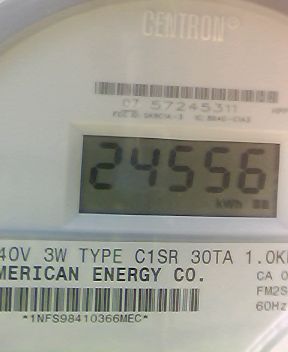 CENTRON®
07 57245311
24556
kWh
40V 3W TYPE C1SR 30TA 1.0K
MERICAN ENERGY CO.
CA 0
FM2S
60Hz
*1NFS98410366MEC*